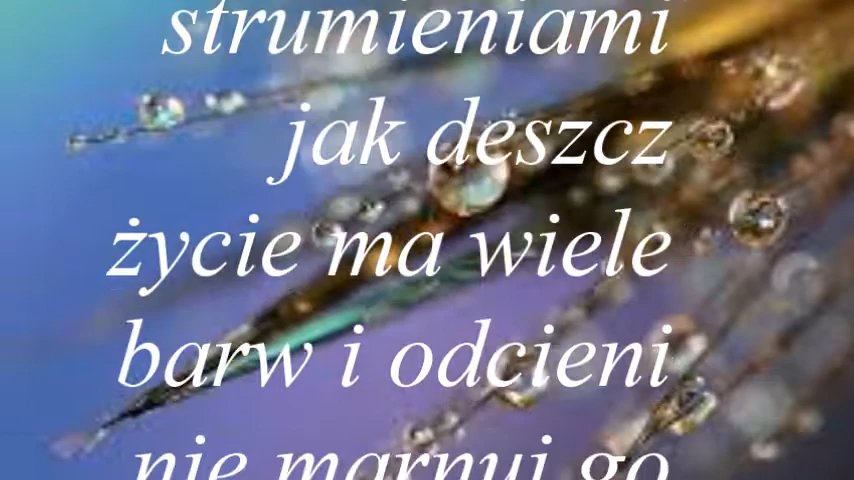 strumieniami
jak deszcz
życie ma wiele
barw i odcieni
nie marnuj go